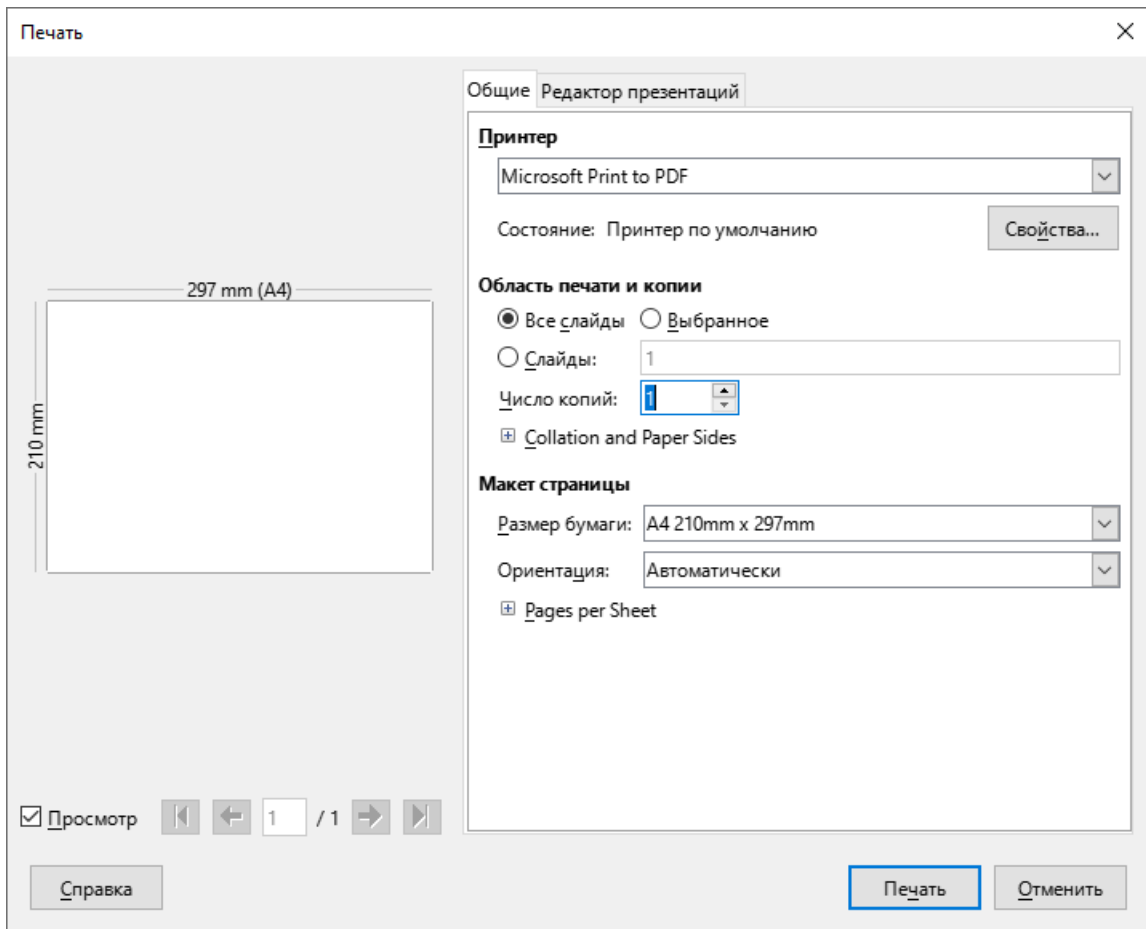 Печать
Общие Редактор презентаций
Принтер
Microsoft Print to PDF
Состояние: Принтер по умолчанию Свойства...
297 mm (A4)
210 mm
Область печати и копии
Все слайды Выбранное
Слайды: 1
Число копий: 1
Collation and Paper Sides
Макет страницы
Размер бумаги: A4 210mm x 297mm
Ориентация: Автоматически
Pages per Sheet
Просмотр 1 / 1
Справка Печать Отменить